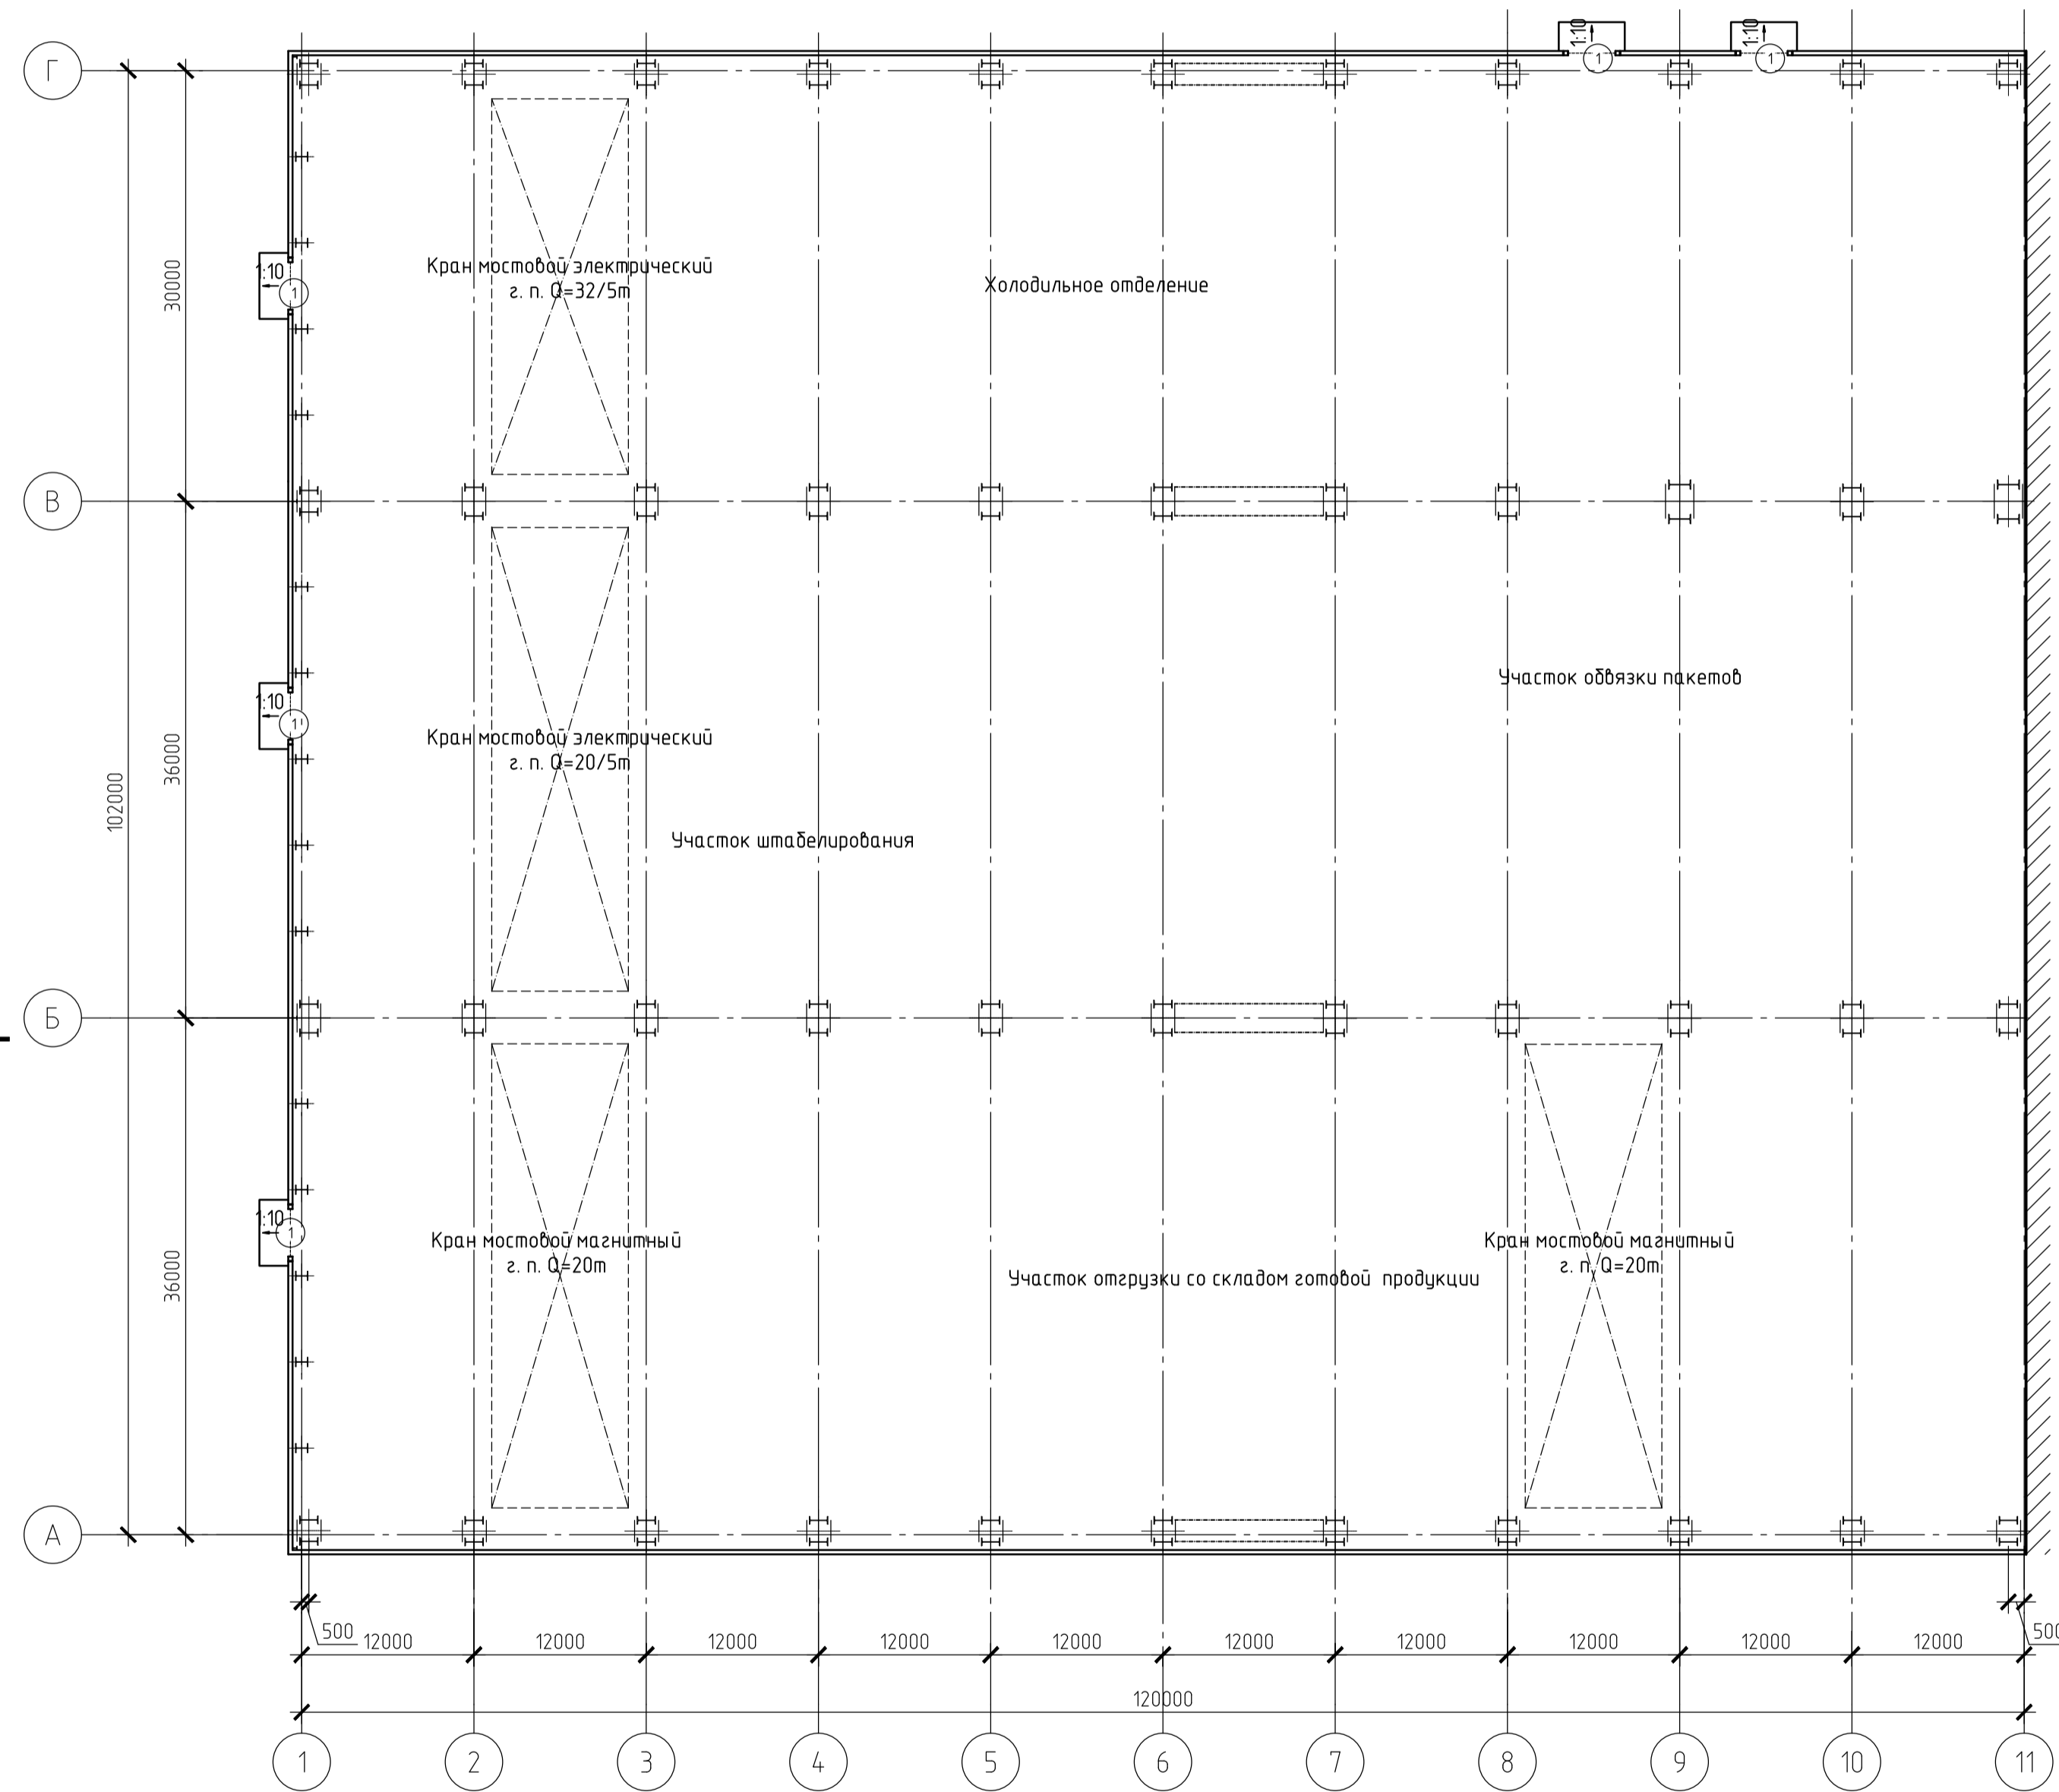 1:10
1:10
Г
1
1
Кран мостовой электрический
г. п. Q=32/5т
1:10
1
30000
Холодильное отделение
В
Участок обвязки пакетов
1:10
1
Кран мостовой электрический
г. п. Q=20/5т
36000
102000
Участок штабелирования
Б
1:10
1
Кран мостовой магнитный
г. п. Q=20т
Кран мостовой магнитный
г. п. Q=20т
36000
Участок отгрузки со складом готовой продукции
А
500
12000
12000
12000
12000
12000
12000
12000
12000
12000
12000
500
120000
1
2
3
4
5
6
7
8
9
10
11